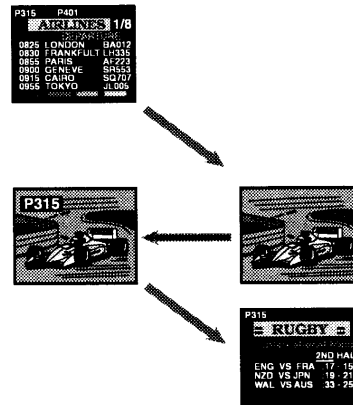 P315 P401
AIRLINES 1/8
DEPARTURE
0825 LONDON BA012
0830 FRANKFULT LH335
0855 PARIS AF223
0900 GENEVE SR553
0915 CAIRO SQ707
0955 TOKYO JL005
P315
P315
RUGBY
2ND HAL
ENG VS FRA 17 - 15
NZD VS JPN 19 - 21
WAL VS AUS 33 - 25